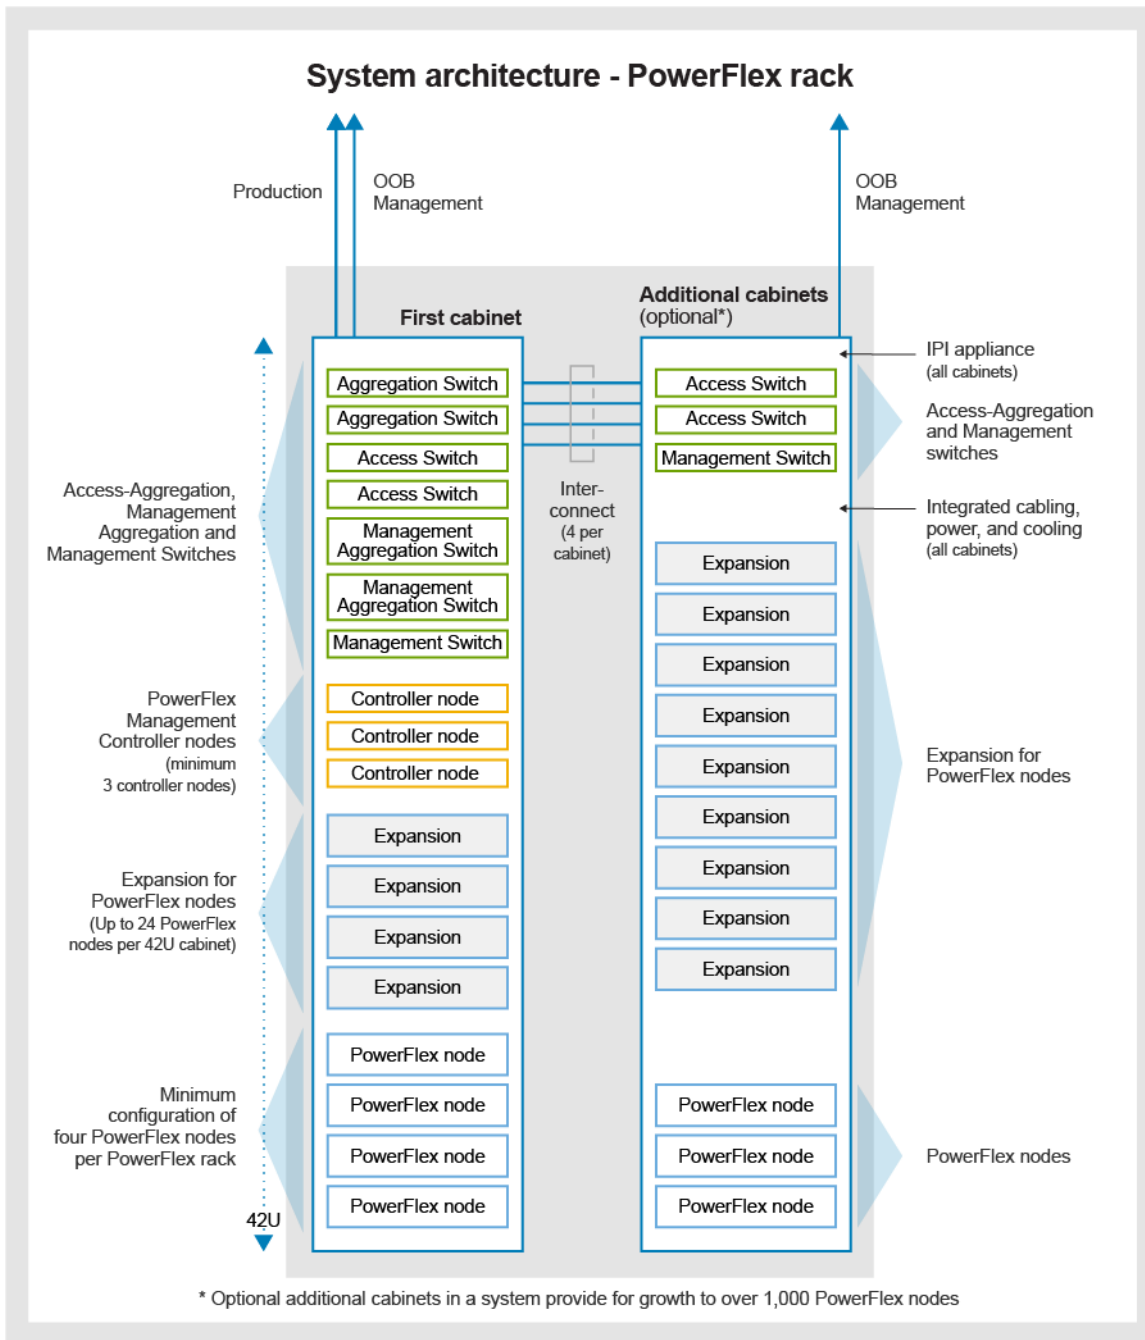 System architecture - PowerFlex rack
Production
OOB
Management
OOB
Management
First cabinet
Additional cabinets
(optional*)
Aggregation Switch
Aggregation Switch
Access Switch
Access Switch
Management
Aggregation Switch
Management
Aggregation Switch
Management Switch
Controller node
Controller node
Controller node
Expansion
Expansion
Expansion
Expansion
PowerFlex node
PowerFlex node
PowerFlex node
PowerFlex node
Access-Aggregation,
Management
Aggregation and
Management Switches
PowerFlex
Management
Controller nodes
(minimum
3 controller nodes)
Expansion for
PowerFlex nodes
(Up to 24 PowerFlex
nodes per 42U cabinet)
Minimum
configuration of
four PowerFlex nodes
per PowerFlex rack
42U
Inter-
connect
(4 per
cabinet)
Access Switch
Access Switch
Management Switch
Expansion
Expansion
Expansion
Expansion
Expansion
Expansion
Expansion
Expansion
Expansion
PowerFlex node
PowerFlex node
PowerFlex node
IPI appliance
(all cabinets)
Access-Aggregation
and Management
switches
Integrated cabling,
power, and cooling
(all cabinets)
Expansion for
PowerFlex nodes
PowerFlex nodes
* Optional additional cabinets in a system provide for growth to over 1,000 PowerFlex nodes